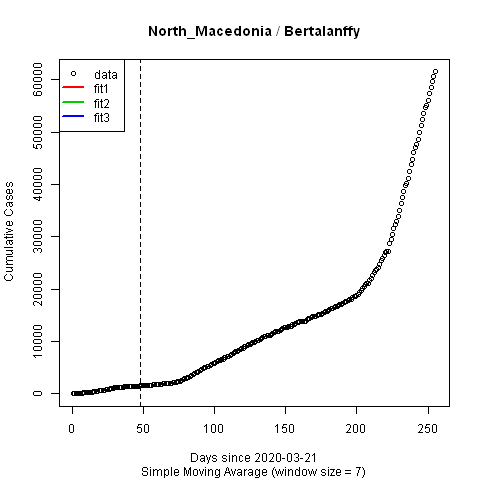 North_Macedonia / Bertalanffy
data
fit1
fit2
fit3
Cumulative Cases
0
10000
20000
30000
40000
50000
60000
0 50 100 150 200 250
Days since 2020-03-21
Simple Moving Avarage (window size = 7)